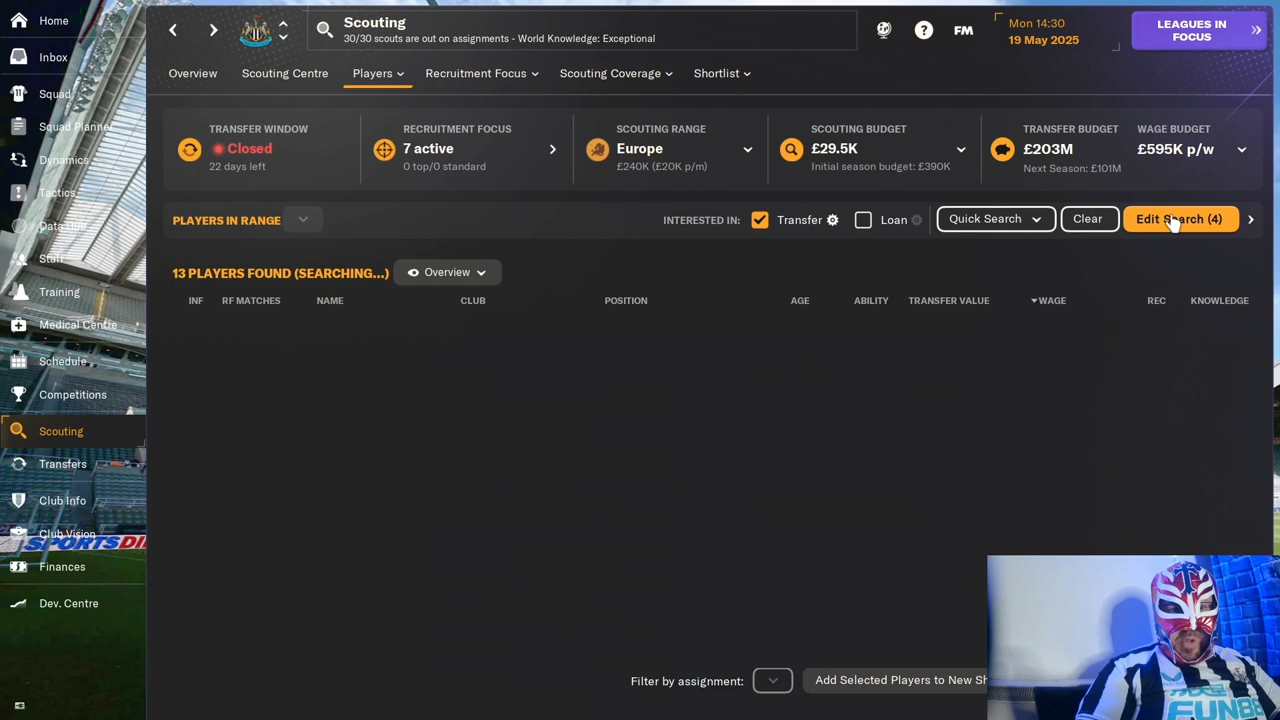 Home
Inbox
Squad
Squad Planner
Dynamics
Tactics
Staff
Training
Medical Centre
Schedule
Competitions
Scouting
Transfers
Club Info
Club Vision
Finances
Dev. Centre
SPORTSDI
Scouting
30/30 scouts are out on assignments - World Knowledge: Exceptional
?
FM
Mon 14:30
19 May 2025
LEAGUES IN
FOCUS
Overview
Scouting Centre
Players
Recruitment Focus
Scouting Coverage
Shortlist
TRANSFER WINDOW
Closed
22 days left
RECRUITMENT FOCUS
7 active
0 top/0 standard
SCOUTING RANGE
Europe
£240K (£20K p/m)
SCOUTING BUDGET
£29.5K
Initial season budget: £390K
TRANSFER BUDGET
£203M
Next Season: £101M
WAGE BUDGET
£595K p/w
PLAYERS IN RANGE
INTERESTED IN:
Transfer
Loan
Quick Search
Clear
Edit Search (4)
13 PLAYERS FOUND (SEARCHING...)
Overview
INF RF MATCHES NAME CLUB POSITION AGE ABILITY TRANSFER VALUE WAGE REC KNOWLEDGE
Filter by assignment:
Add Selected Players to New Sh
FUN